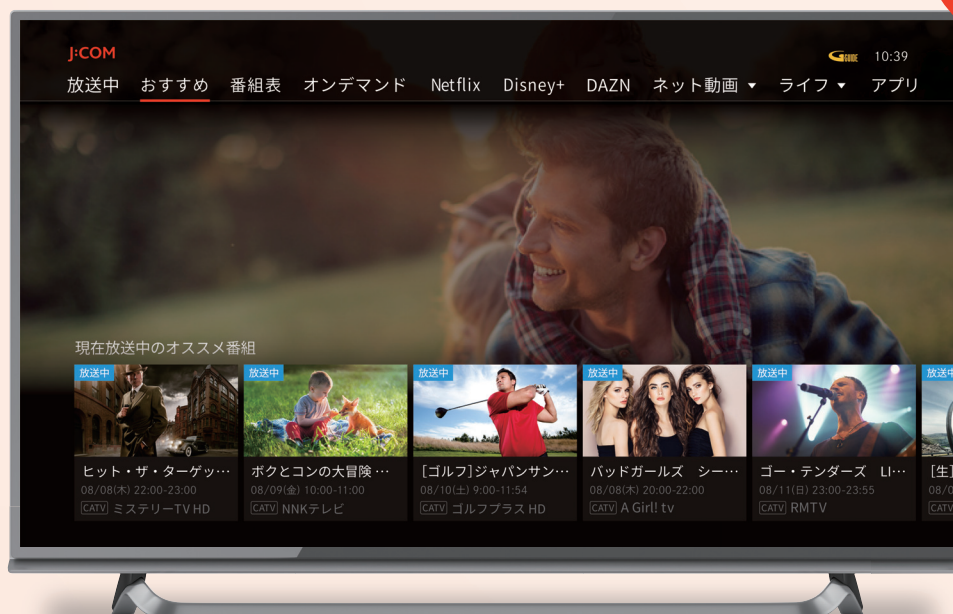 J:COM
G GUIDE 10:39
放送中 おすすめ 番組表 オンデマンド Netflix Disney+ DAZN ネット動画 ▼ ライフ ▼ アプリ
現在放送中のオススメ番組
放送中
ヒット・ザ・ターゲッ…
08/08(木) 22:00-23:00
CATV ミステリーTV HD
放送中
ボクとコンの大冒険…
08/09(金) 10:00-11:00
CATV NNKテレビ
放送中
[ゴルフ]ジャパンサン…
08/10(土) 9:00-11:54
CATV ゴルフプラス HD
放送中
バッドガールズ　シー…
08/08(木) 20:00-22:00
CATV A Girl! tv
放送中
ゴー・テンダーズ　LI…
08/11(日) 23:00-23:55
CATV RMTV
放送中
[生]
08/0
CATV